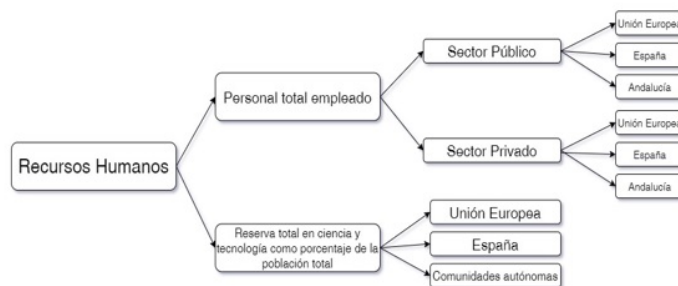 Recursos Humanos
Personal total empleado
Sector Público
Unión Europea
España
Andalucía
Sector Privado
Unión Europea
España
Andalucía
Reserva total en ciencia y
tecnología como porcentaje de la
población total
Unión Europea
España
Comunidades autónomas